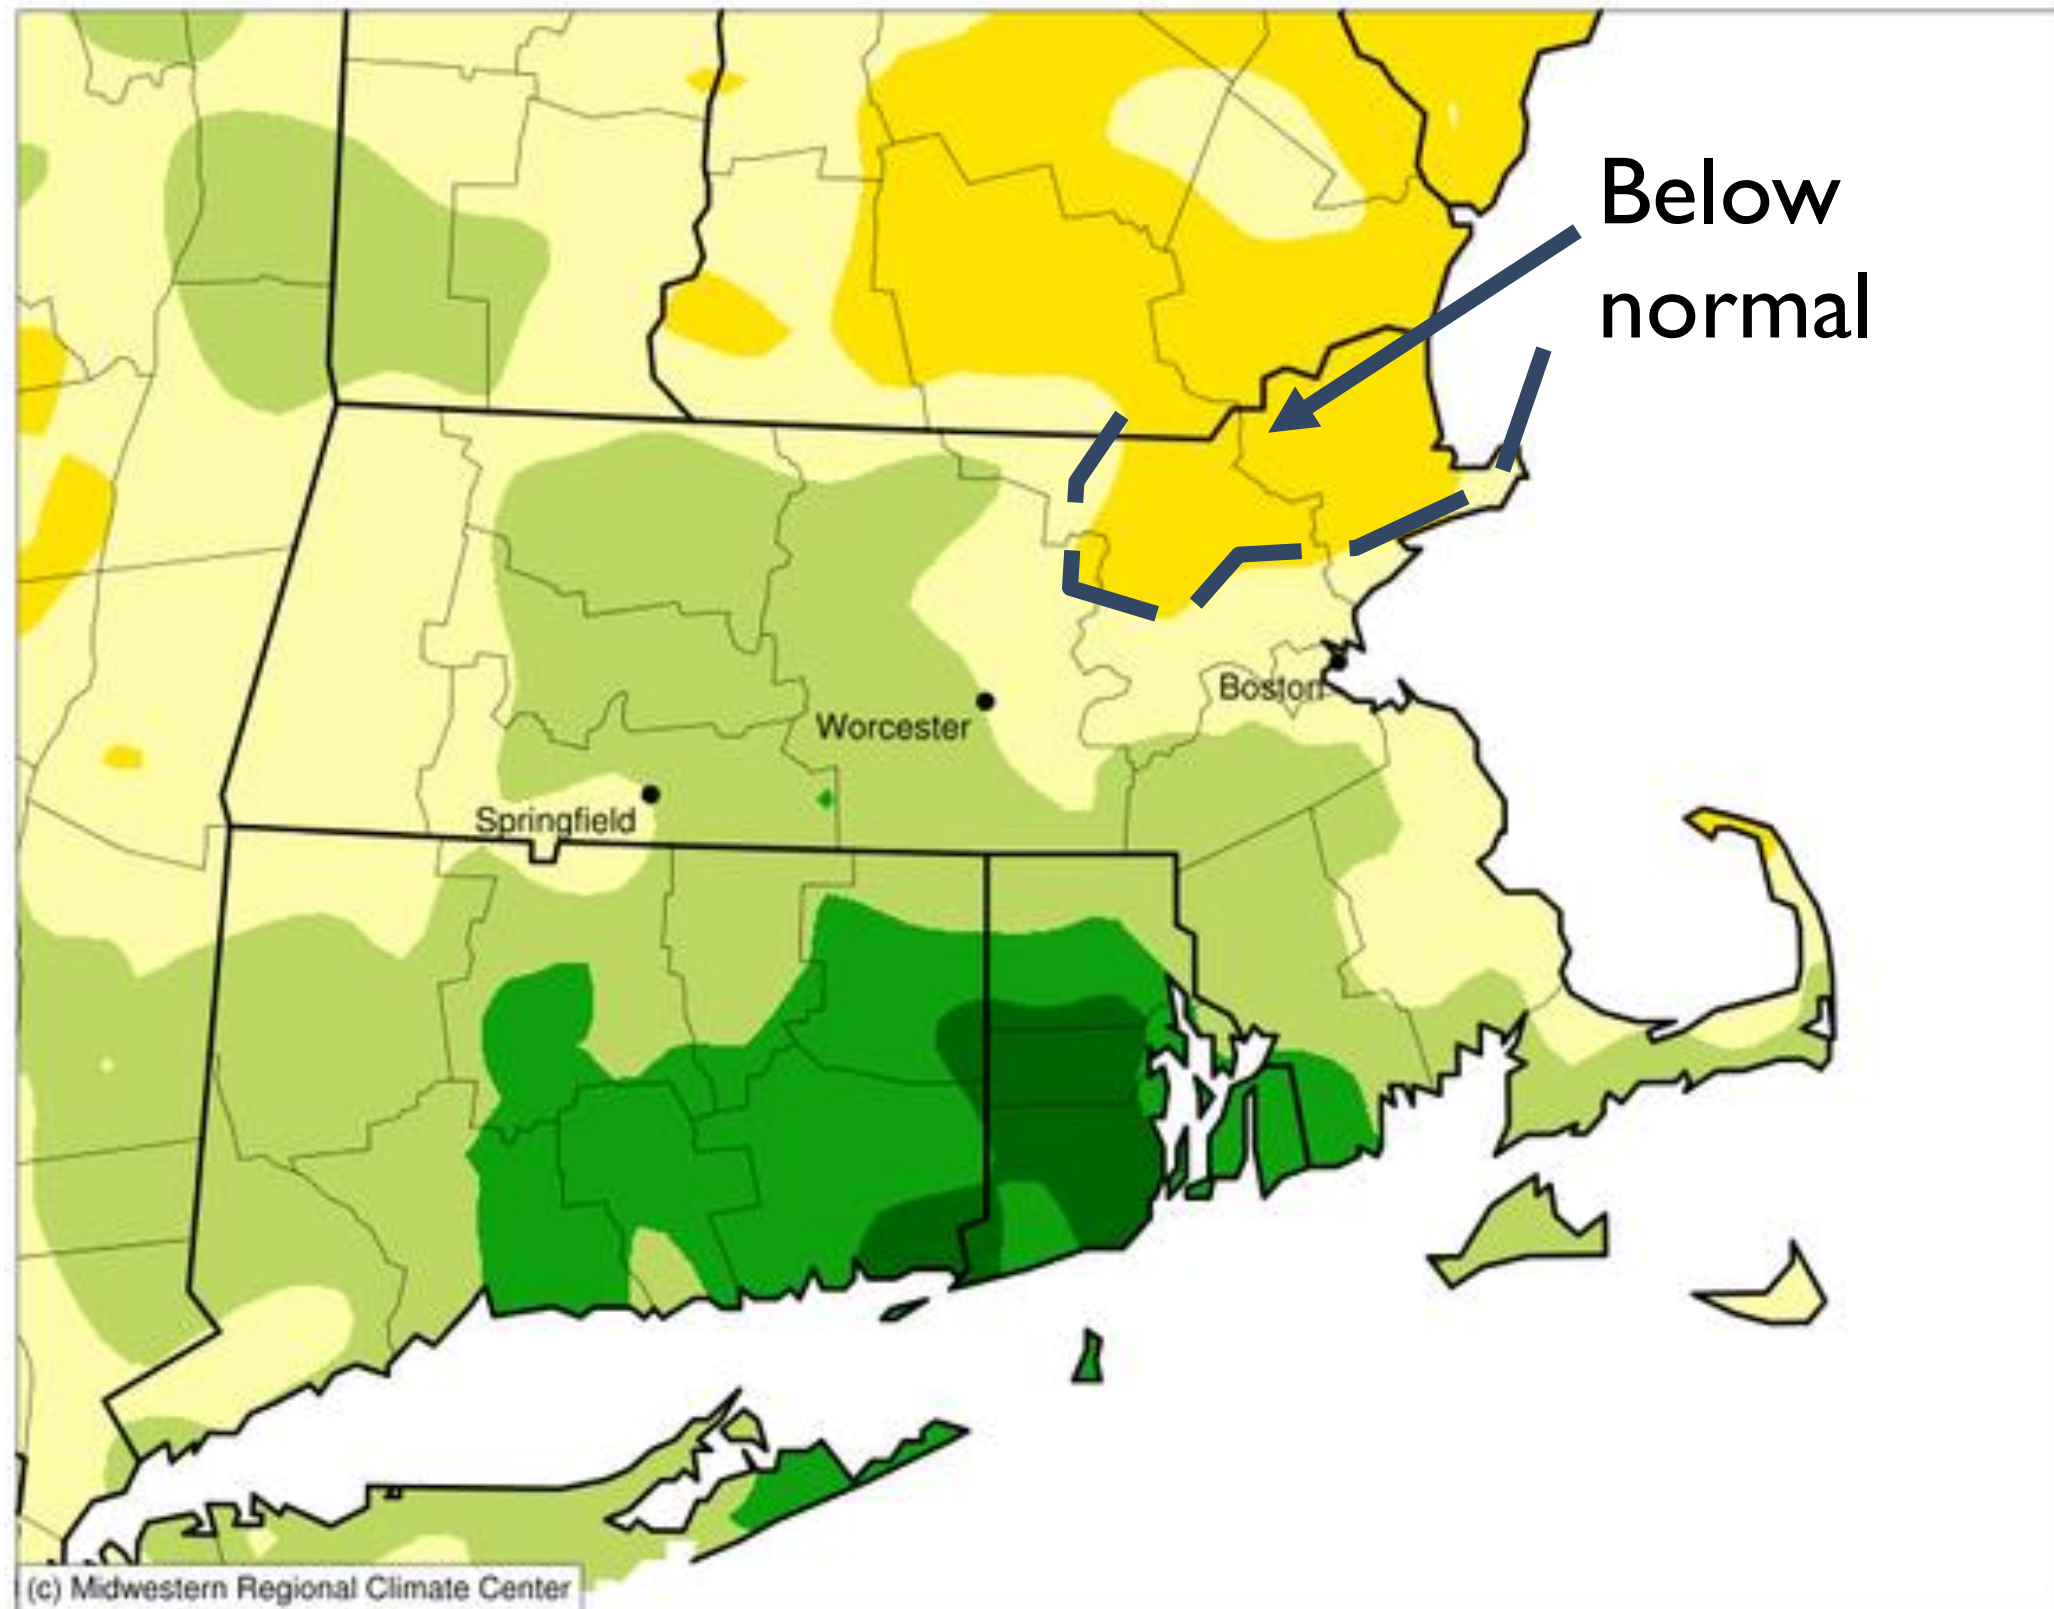 Below
normal
Boston
Worcester
Springfield
(c) Midwestern Regional Climate Center